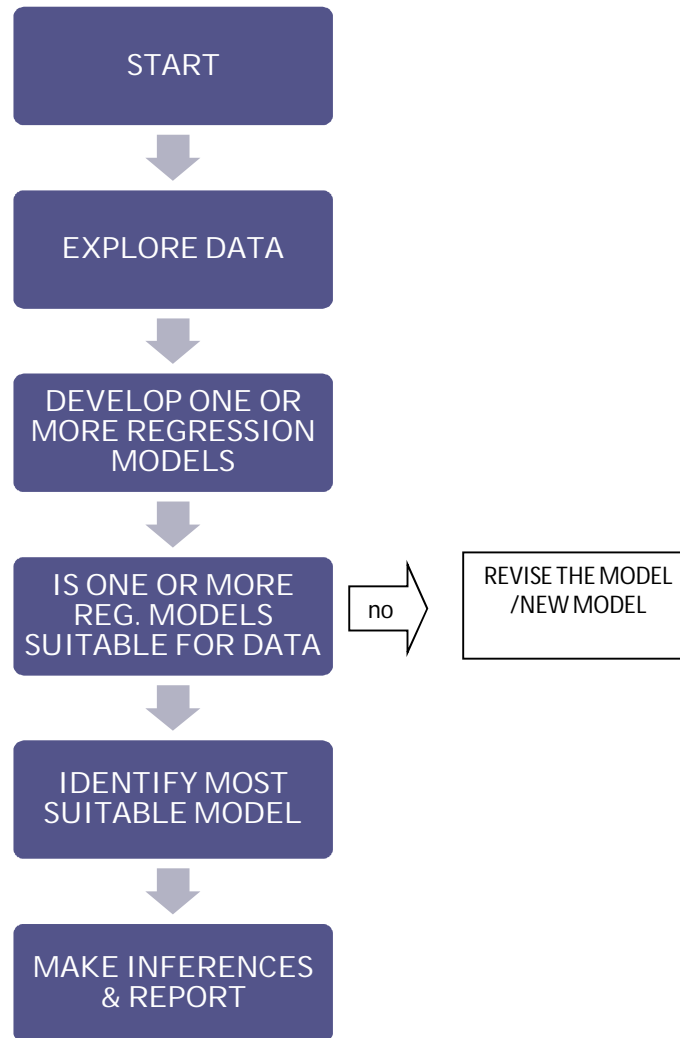 START
EXPLORE DATA
DEVELOP ONE OR
MORE REGRESSION
MODELS
IS ONE OR MORE
REG. MODELS
SUITABLE FOR DATA
no
REVISE THE MODEL
/NEW MODEL
IDENTIFY MOST
SUITABLE MODEL
MAKE INFERENCES
& REPORT